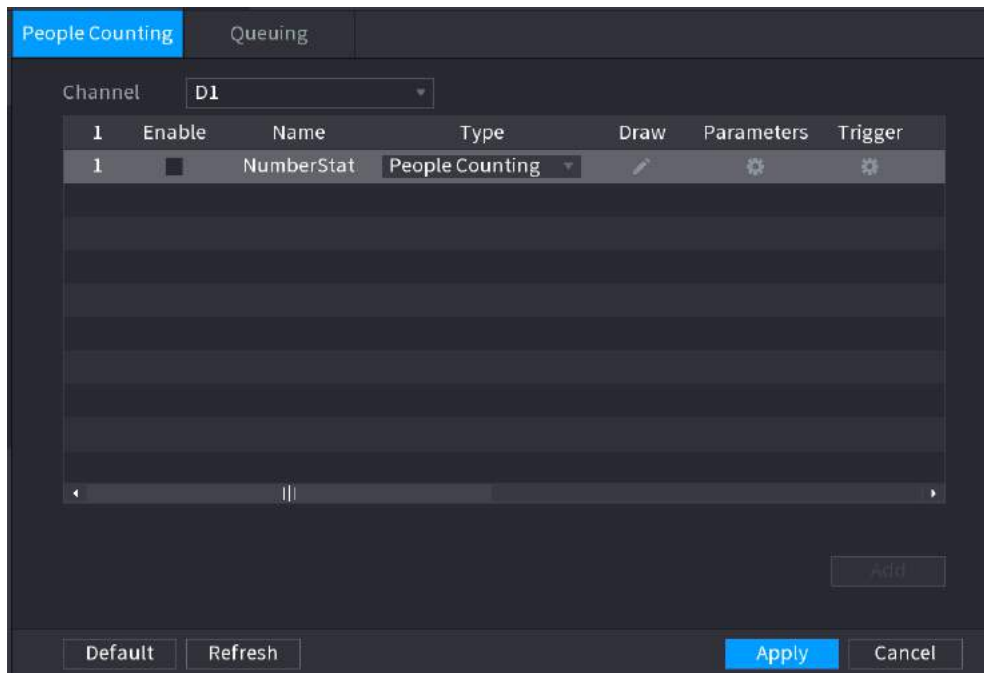 People Counting Queuing
Channel D1
1 Enable Name Type Draw Parameters Trigger
1 NumberStat People Counting
Add
Default Refresh Apply Cancel